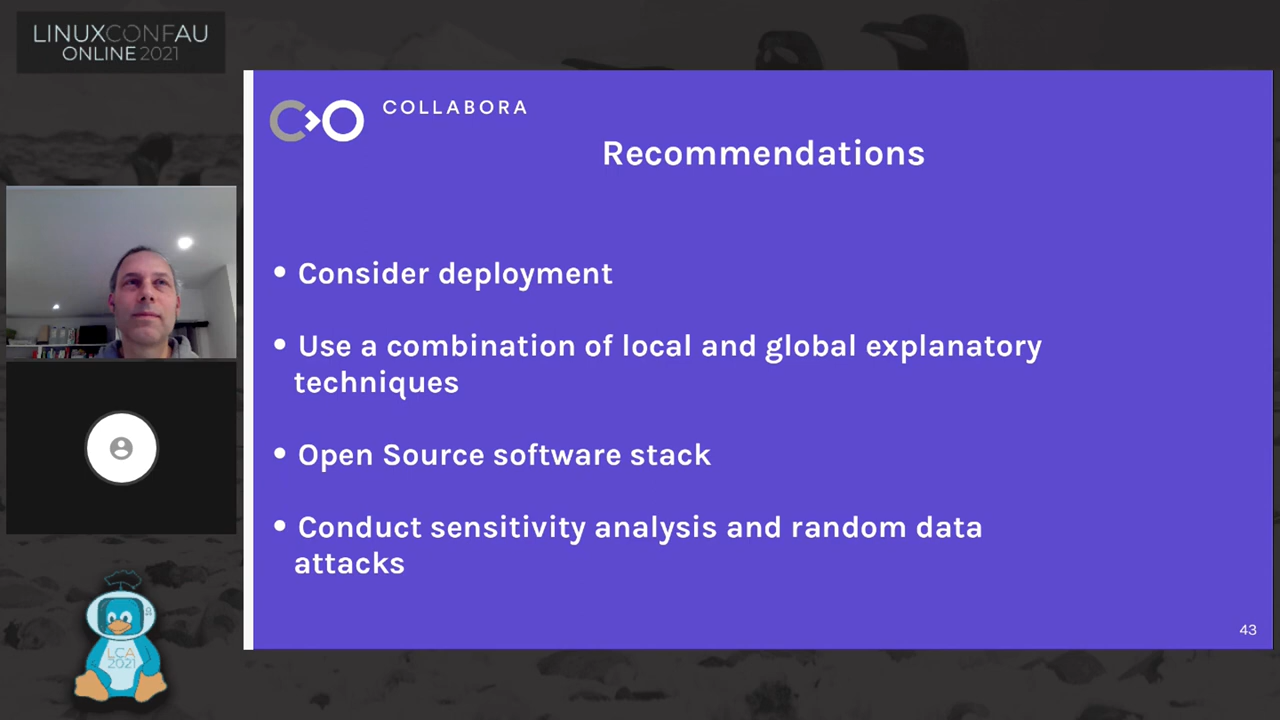 LINUXCONFAU
ONLINE 2021
COLLABORA
Recommendations
• Consider deployment
• Use a combination of local and global explanatory
techniques
• Open Source software stack
• Conduct sensitivity analysis and random data
attacks
43
LCA
2021